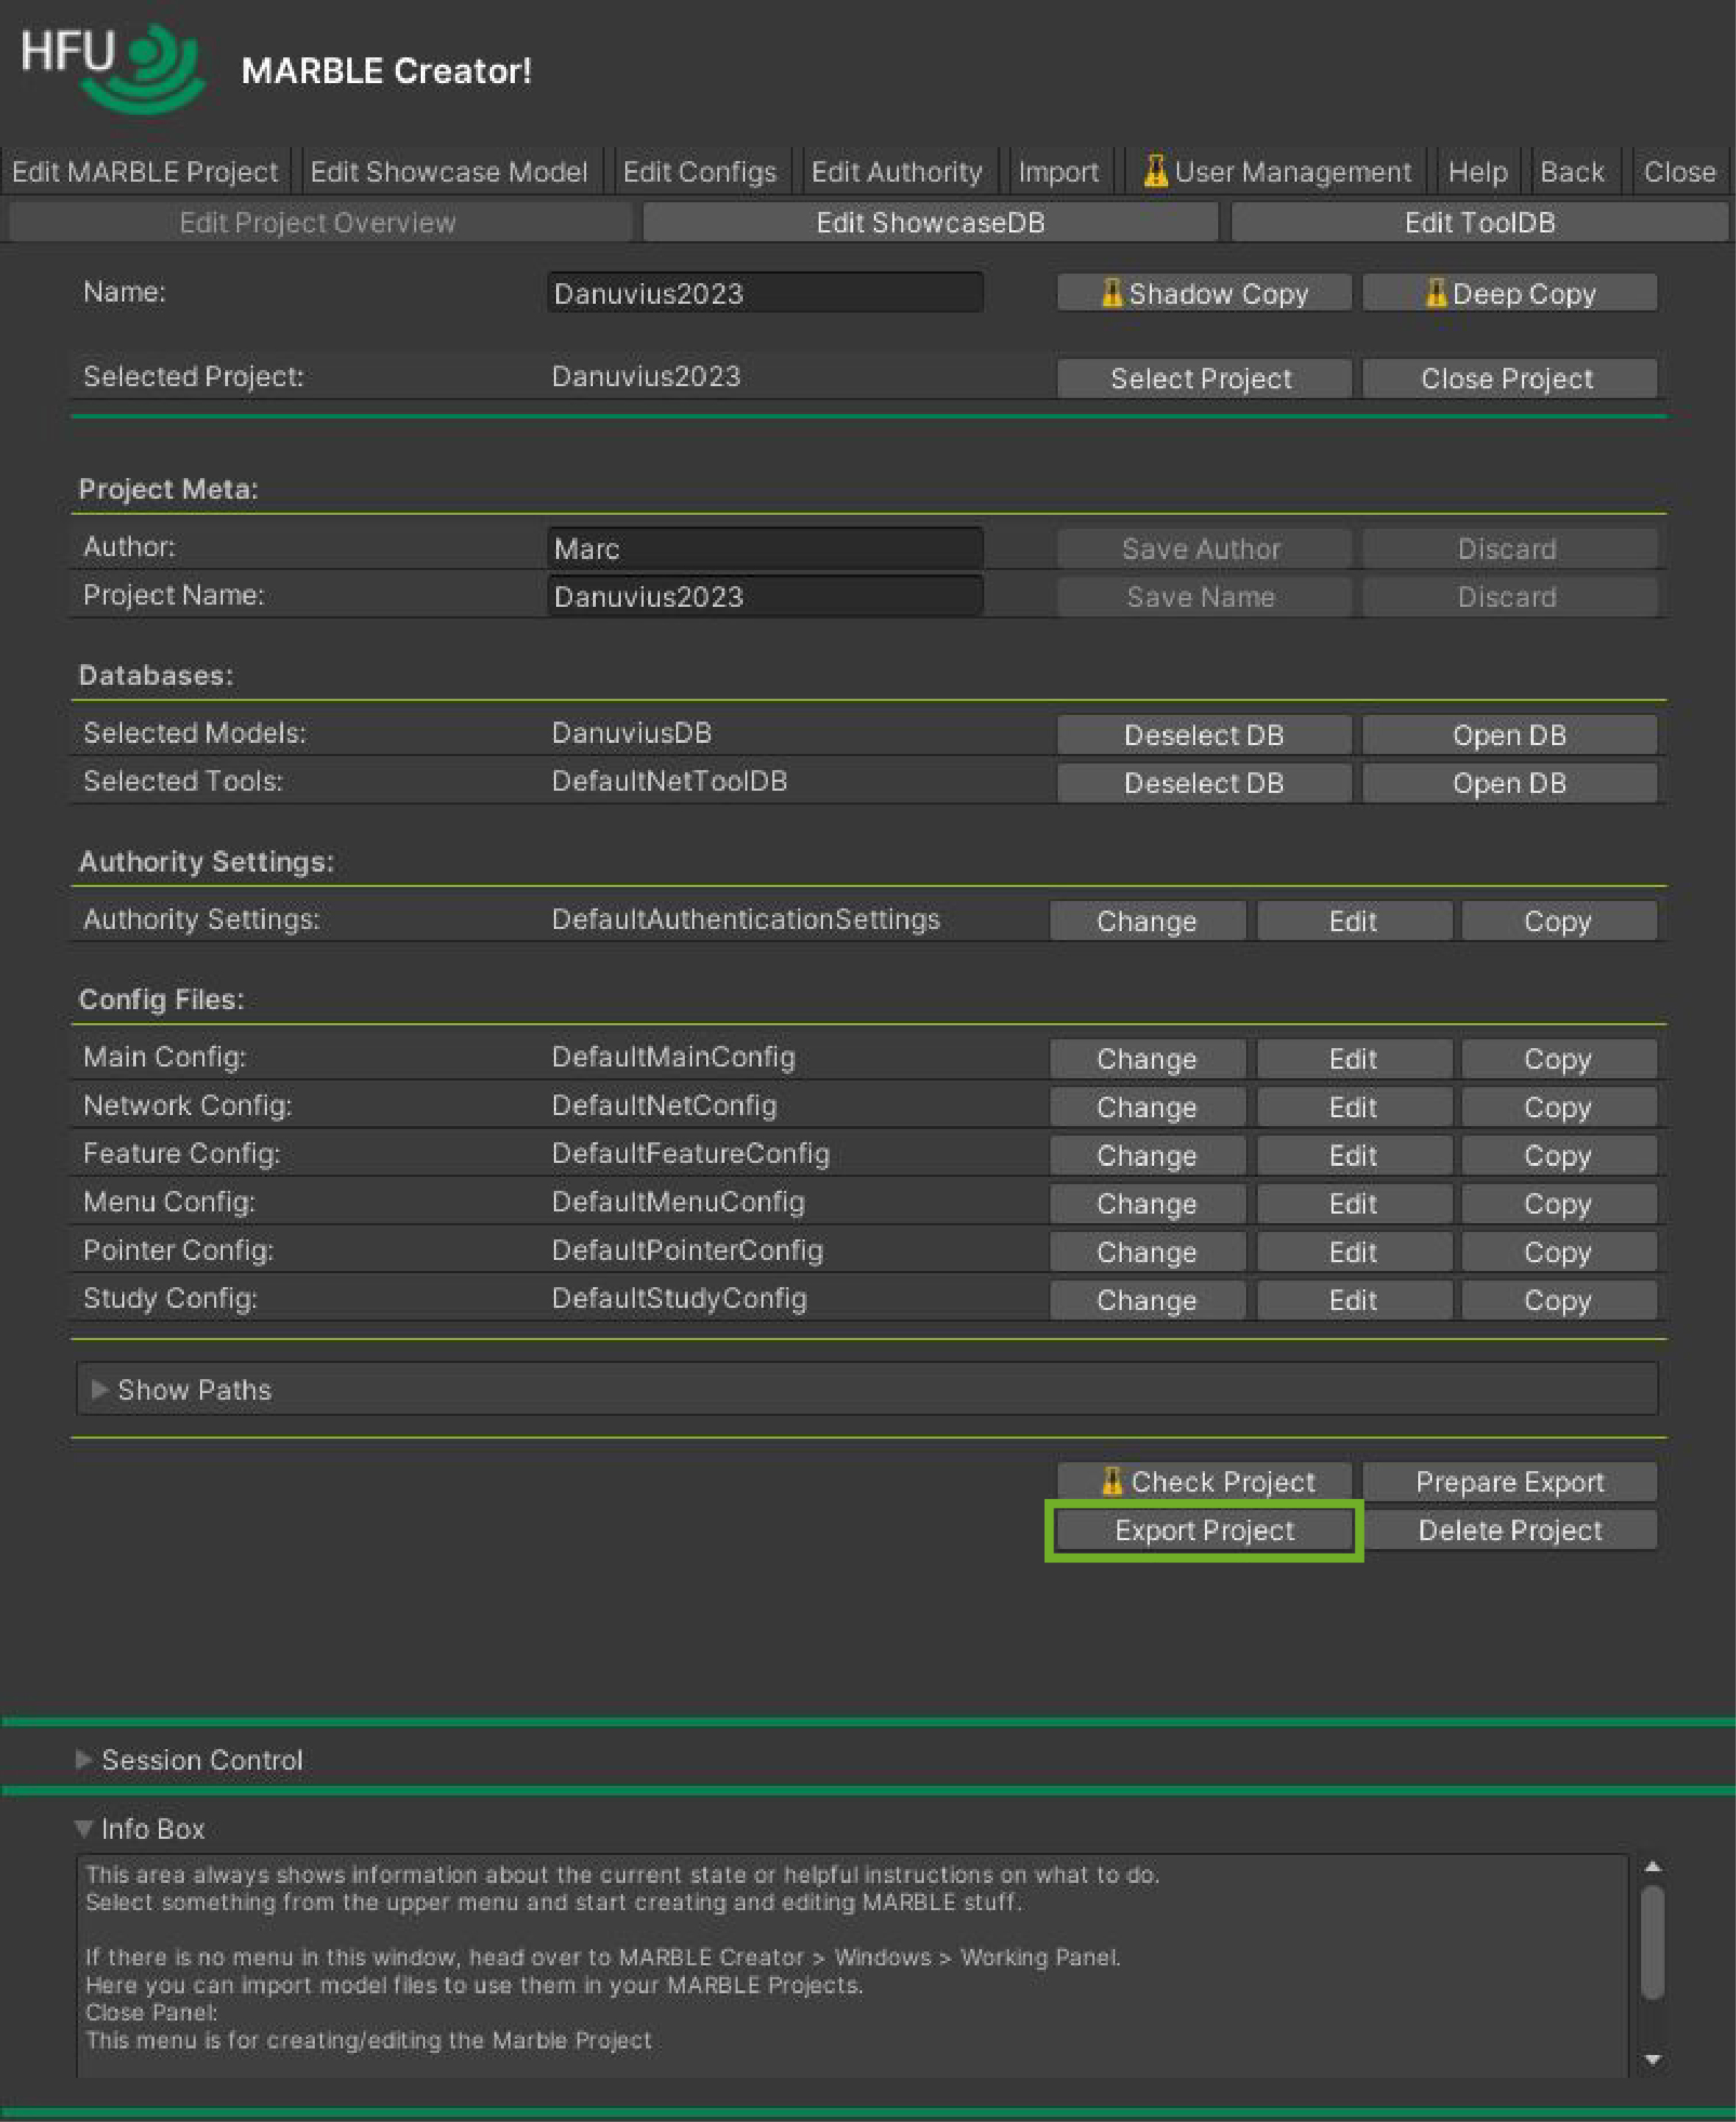 HFU
MARBLE Creator!
Edit MARBLE Project Edit Showcase Model Edit Configs Edit Authority Import User Management Help Back Close
Edit Project Overview Edit ShowcaseDB Edit ToolDB
Name: Danuvius2023 Shadow Copy Deep Copy
Selected Project: Danuvius2023 Select Project Close Project
Project Meta:
Author: Marc Save Author Discard
Project Name: Danuvius2023 Save Name Discard
Databases:
Selected Models: DanuviusDB Deselect DB Open DB
Selected Tools: DefaultNetToolDB Deselect DB Open DB
Authority Settings:
Authority Settings: DefaultAuthenticationSettings Change Edit Copy
Config Files:
Main Config: DefaultMainConfig Change Edit Copy
Network Config: DefaultNetConfig Change Edit Copy
Feature Config: DefaultFeatureConfig Change Edit Copy
Menu Config: DefaultMenuConfig Change Edit Copy
Pointer Config: DefaultPointerConfig Change Edit Copy
Study Config: DefaultStudyConfig Change Edit Copy
Show Paths
Check Project Prepare Export
Export Project Delete Project
Session Control
Info Box
This area always shows information about the current state or helpful instructions on what to do.
Select something from the upper menu and start creating and editing MARBLE stuff.
If there is no menu in this window, head over to MARBLE Creator > Windows > Working Panel.
Here you can import model files to use them in your MARBLE Projects.
Close Panel:
This menu is for creating/editing the Marble Project